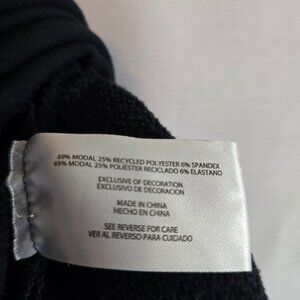 69% MODAL 25% RECYCLED POLYESTER 6% SPANDEX
69% MODAL 25% POLIÉSTER RECICLADO 6% ELASTANO
EXCLUSIVE OF DECORATION
EXCLUSIVO DE DECORACIÓN
MADE IN CHINA
HECHO EN CHINA
SEE REVERSE FOR CARE
VER AL REVERSO PARA CUIDADO